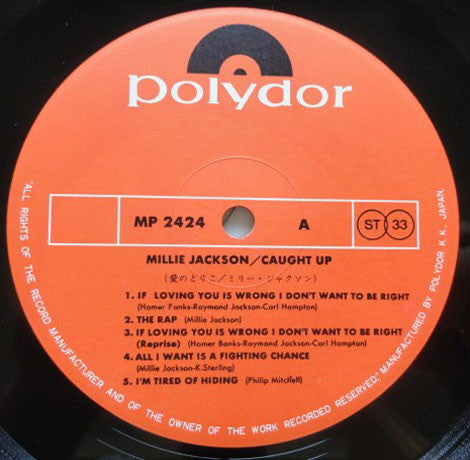 polydor
MP 2424
A
ST 33
MILLIE JACKSON/CAUGHT UP
(愛のとりこ/ミリー・ジャクソン)
1. IF LOVING YOU IS WRONG I DON'T WANT TO BE RIGHT
(Homer Banks-Raymond Jackson-Carl Hampton)
2. THE RAP (Millie Jackson)
3. IF LOVING YOU IS WRONG I DON'T WANT TO BE RIGHT
(Reprise) (Homer Banks-Raymond Jackson-Carl Hampton)
4. ALL I WANT IS A FIGHTING CHANCE
(Millie Jackson-K.Sterling)
5. I'M TIRED OF HIDING (Philip Mitchell)
"ALL RIGHTS OF THE RECORD MANUFACTURER AND OF THE OWNER OF THE WORK RECORDED RESERVED." MANUFACTURED BY POLYDOR K.K., JAPAN.